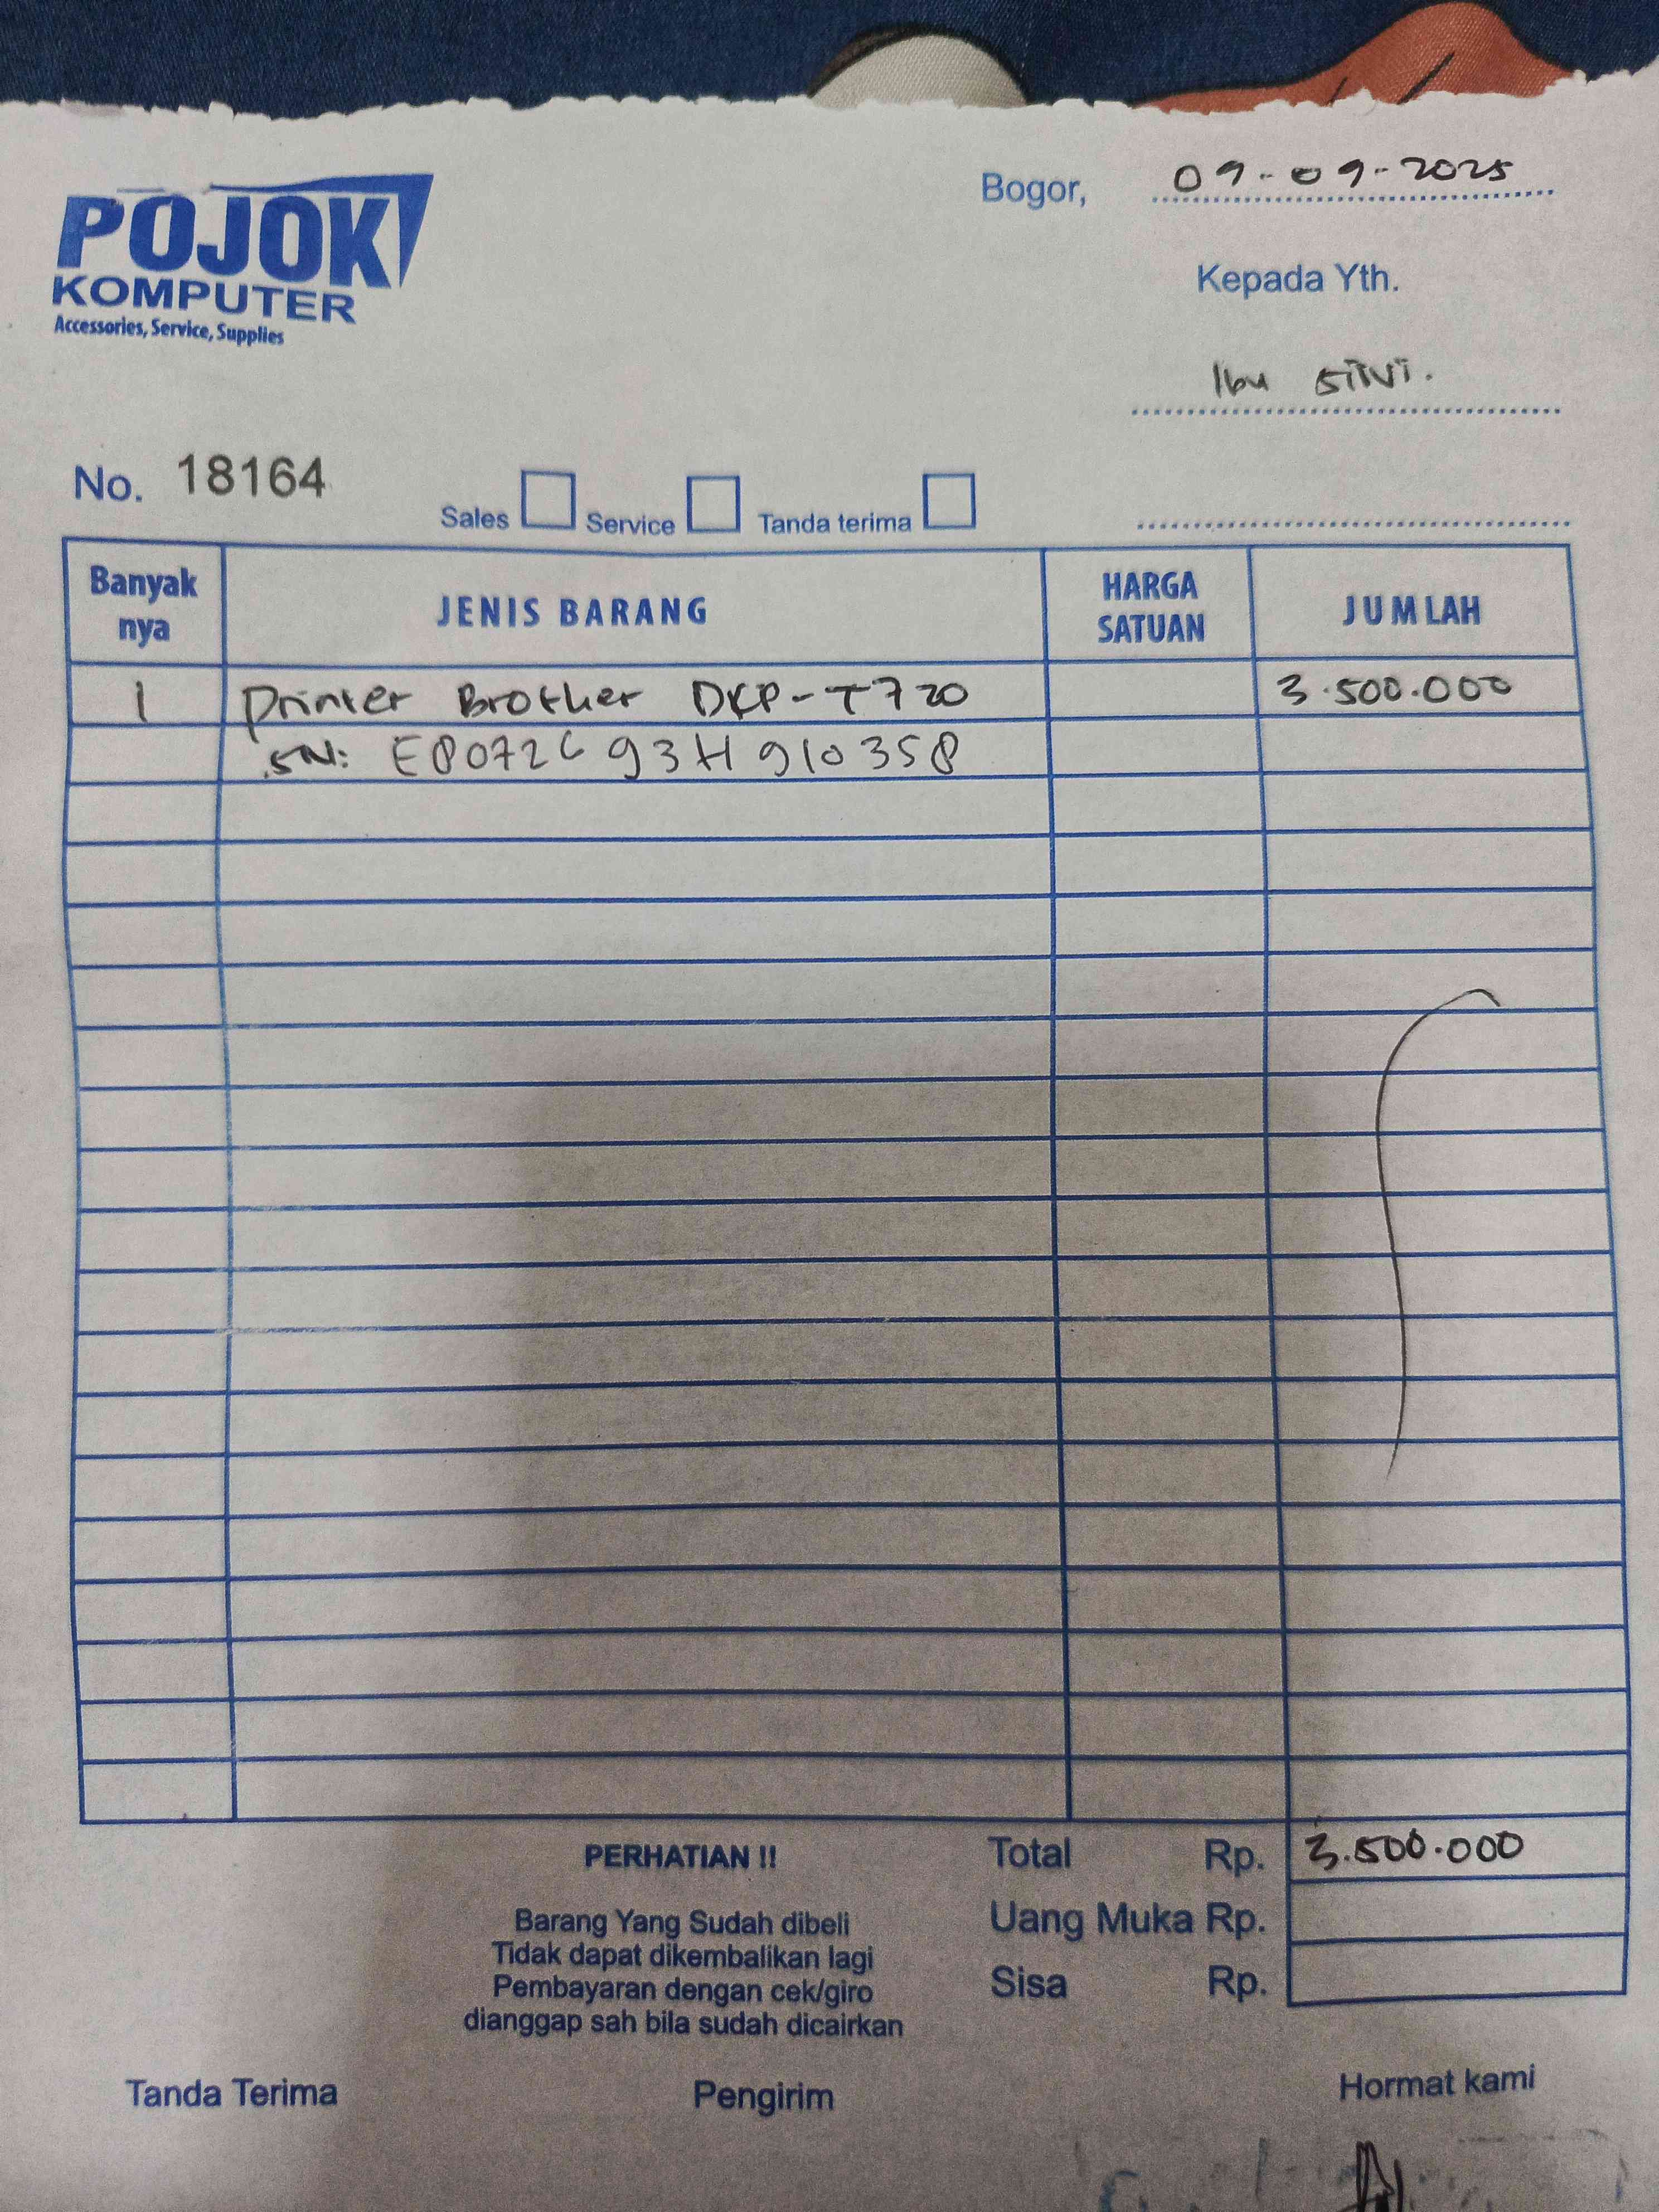 POJOK
KOMPUTER
Accessories, Service, Supplies
Bogor, 09-09-2025
Kepada Yth.
Ibu SiTi.
No. 18164
Sales Service Tanda terima
Banyak nya JENIS BARANG HARGA SATUAN JUMLAH
1 Printer Brother DCP-T720 3.500.000
SN: E80726 93H910358
PERHATIAN !!
Barang Yang Sudah dibeli
Tidak dapat dikembalikan lagi
Pembayaran dengan cek/giro
dianggap sah bila sudah dicairkan
Total Rp. 3.500.000
Uang Muka Rp.
Sisa Rp.
Tanda Terima Pengirim Hormat kami